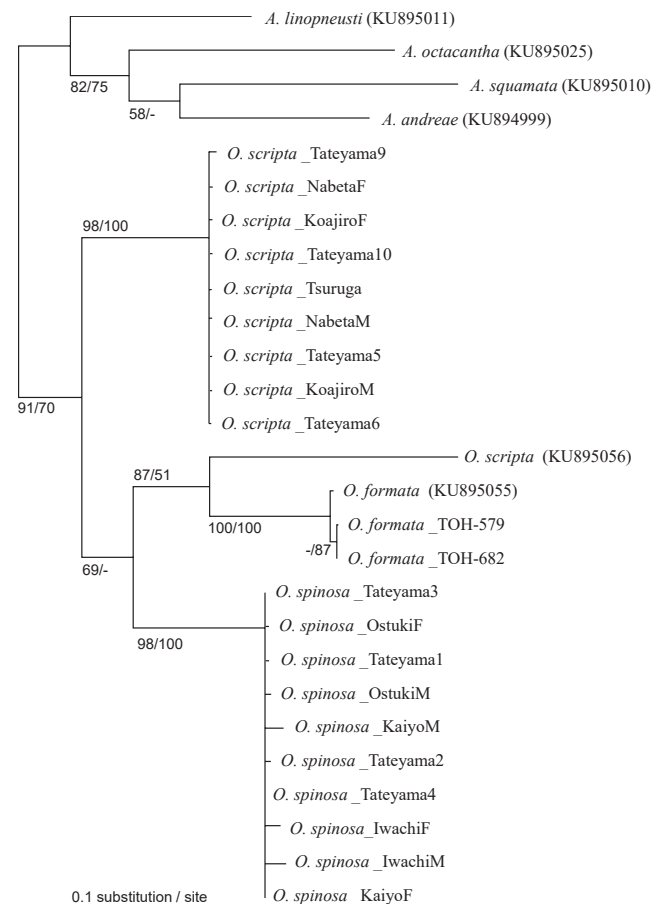 A. linopneusti (KU895011)
A. octacantha (KU895025)
82/75
A. squamata (KU895010)
58/-
A. andreae (KU894999)
O. scripta _Tateyama9
O. scripta _NabetaF
O. scripta _KoajiroF
98/100
O. scripta _Tateyama10
O. scripta _Tsuruga
O. scripta _NabetaM
O. scripta _Tateyama5
O. scripta _KoajiroM
91/70
O. scripta _Tateyama6
O. scripta (KU895056)
87/51
O. formata (KU895055)
O. formata _TOH-579
100/100
-/87
O. formata _TOH-682
69/-
O. spinosa _Tateyama3
O. spinosa _OstukiF
98/100
O. spinosa _Tateyama1
O. spinosa _OstukiM
O. spinosa _KaiyoM
O. spinosa _Tateyama2
O. spinosa _Tateyama4
O. spinosa_IwachiF
O. spinosa _IwachiM
O. spinosa KaiyoF
0.1 substitution / site